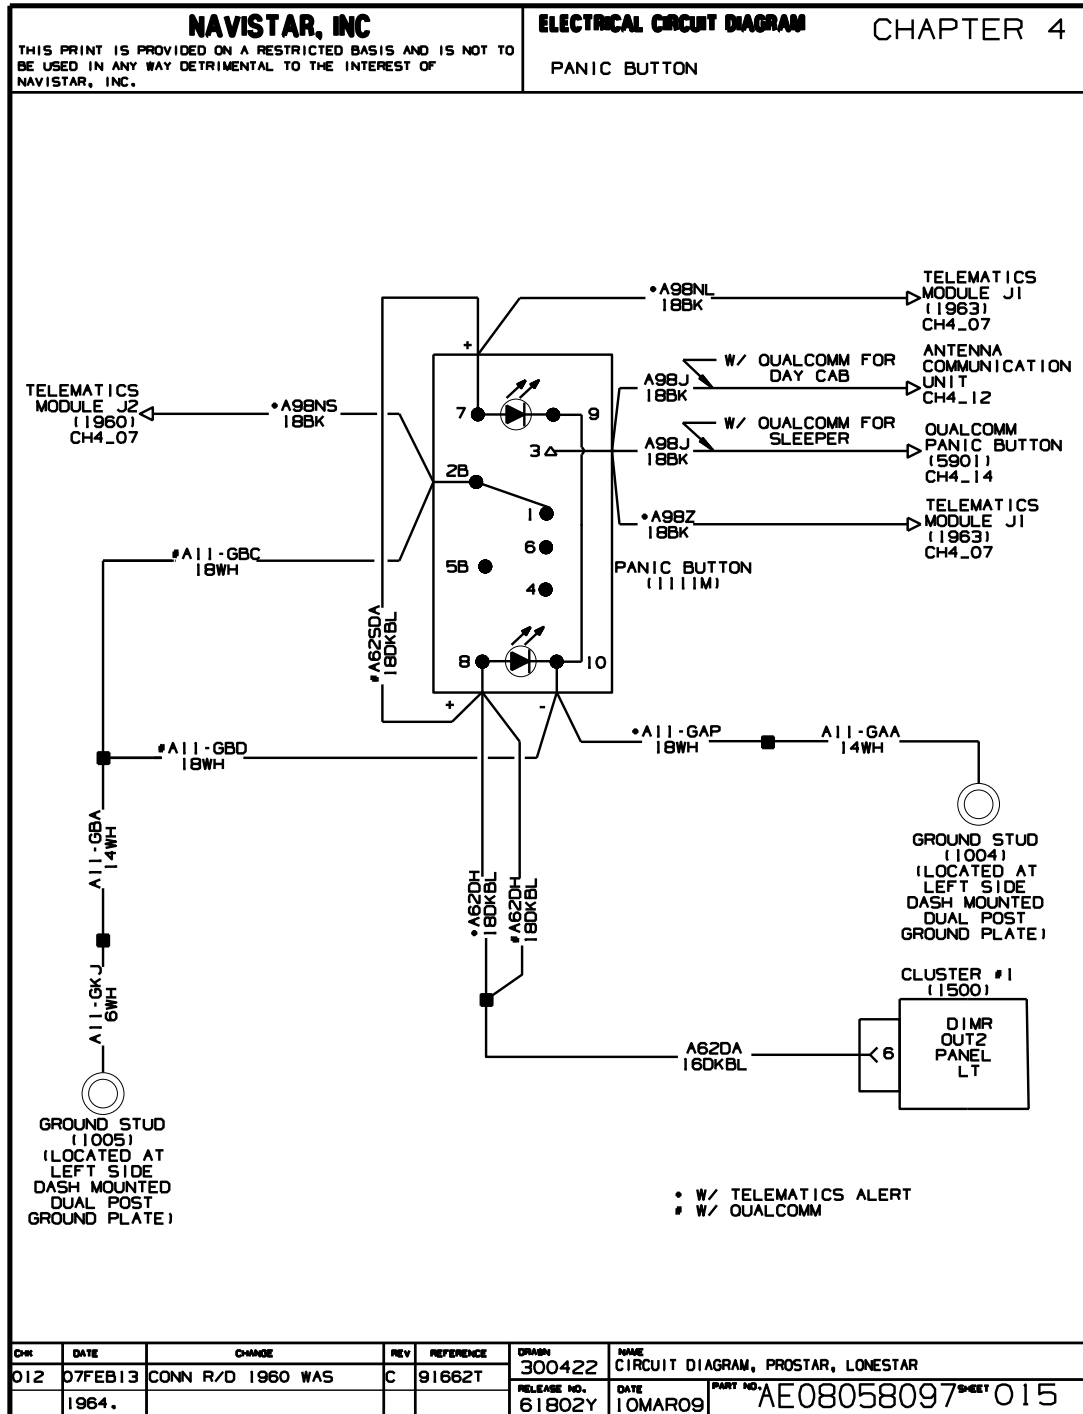 NAVISTAR, INC
THIS PRINT IS PROVIDED ON A RESTRICTED BASIS AND IS NOT TO
BE USED IN ANY WAY DETRIMENTAL TO THE INTEREST OF
NAVISTAR, INC.
ELECTRICAL CIRCUIT DIAGRAM
CHAPTER 4
PANIC BUTTON
*A98NL
18BK
TELEMATICS
MODULE J1
(1963)
CH4_07
+
W/ QUALCOMM FOR
DAY CAB
A98J
18BK
ANTENNA
COMMUNICATION
UNIT
CH4_12
TELEMATICS
MODULE J2
(1960)
CH4_07
*A98NS
18BK
7
9
W/ QUALCOMM FOR
SLEEPER
A98J
18BK
QUALCOMM
PANIC BUTTON
(5901)
CH4_14
3
2B
1
6
5B
4
*A98Z
18BK
TELEMATICS
MODULE J1
(1963)
CH4_07
#A11-GBC
18WH
PANIC BUTTON
(1111M)
#A62SDA
18DKBL
8
10
+
-
#A11-GBD
18WH
*A11-GAP
18WH
A11-GAA
14WH
A11-GBA
14WH
GROUND STUD
(1004)
(LOCATED AT
LEFT SIDE
DASH MOUNTED
DUAL POST
GROUND PLATE)
*A62DH
18DKBL
#A62DH
18DKBL
A11-GKJ
6WH
CLUSTER #1
(1500)
DIMR
OUT2
PANEL
LT
6
A62DA
16DKBL
GROUND STUD
(1005)
(LOCATED AT
LEFT SIDE
DASH MOUNTED
DUAL POST
GROUND PLATE)
* W/ TELEMATICS ALERT
# W/ QUALCOMM
CHK DATE CHANGE REV REFERENCE
012 07FEB13 CONN R/D 1960 WAS C 91662T
1964.
DRAWN
300422
NAME
CIRCUIT DIAGRAM, PROSTAR, LONESTAR
RELEASE NO.
61802Y
DATE
10MAR09
PART NO. AE08058097 SHEET 015